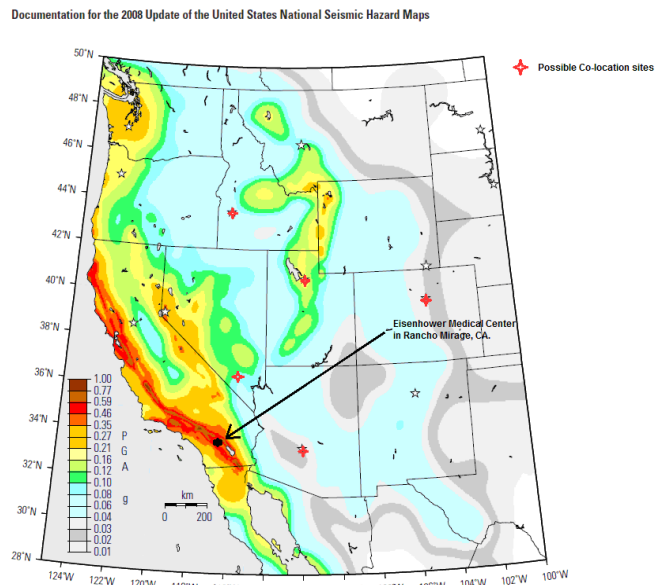 Documentation for the 2008 Update of the United States National Seismic Hazard Maps
50°N
Possible Co-location sites
48°N
46°N
44°N
42°N
40°N
Eisenhower Medical Center
in Rancho Mirage, CA.
38°N
36°N
34°N
32°N
30°N
28°N
1.00
0.77
0.59
0.46
0.35
0.27
0.21
0.16
0.12
0.10
0.08
0.06
0.04
0.03
0.02
0.01
P
G
A
g
km
0 200
124°W 122°W 120°W 104°W 102°W 100°W